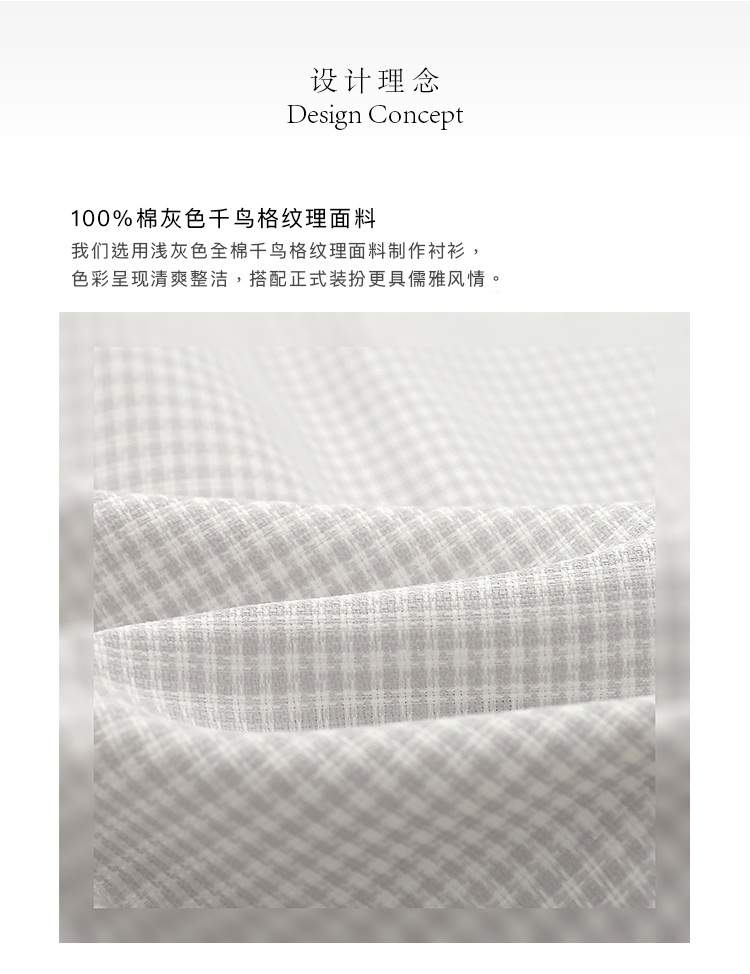 设计理念
Design Concept
100%棉灰色千鸟格纹理面料
我们选用浅灰色全棉千鸟格纹理面料制作衬衫，
色彩呈现清爽整洁，搭配正式装扮更具儒雅风情。